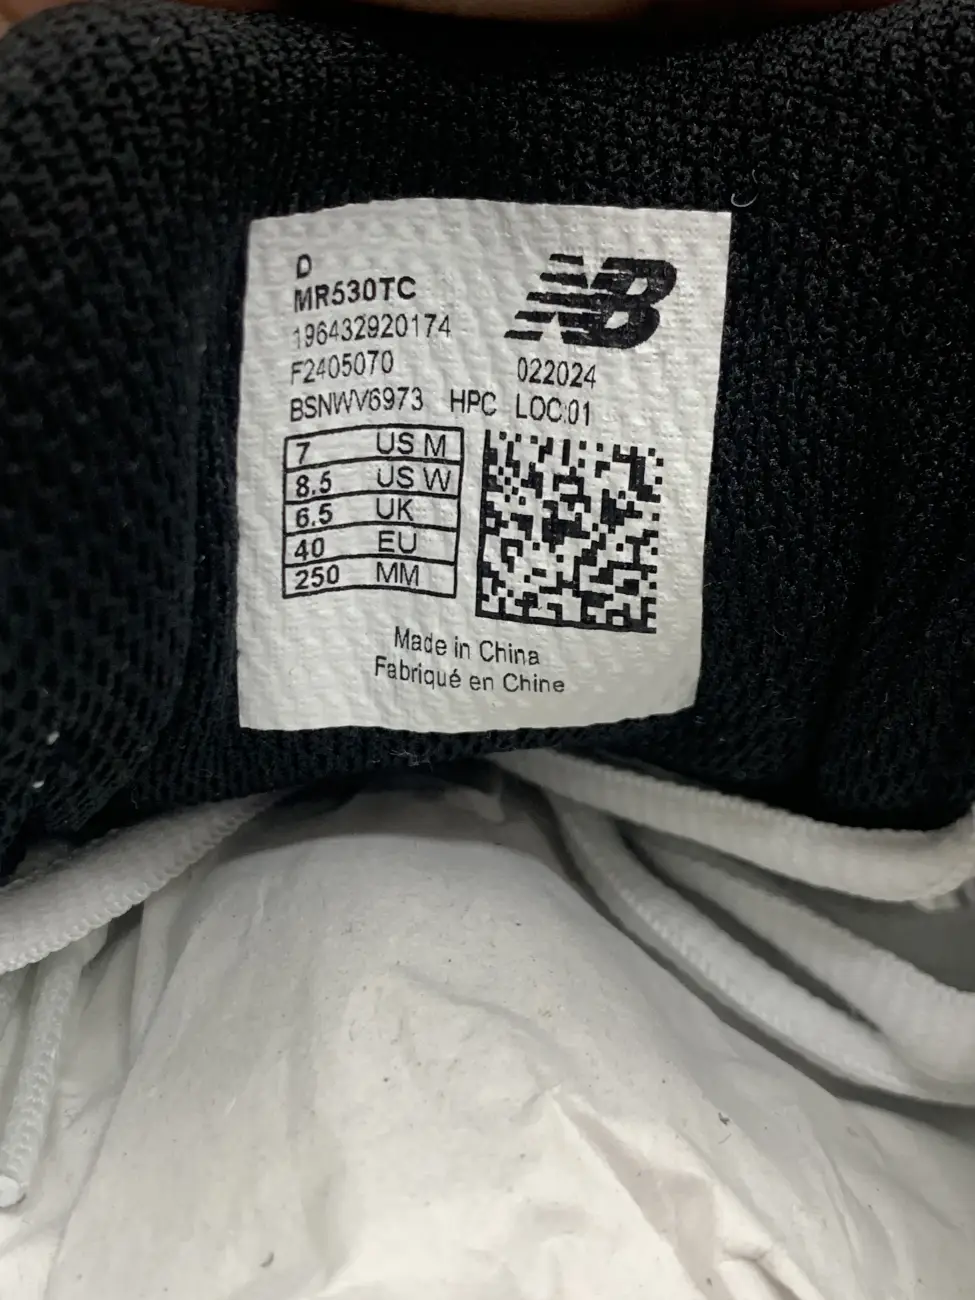 D
MR530TC
196432920174
F2405070
022024
BSNWV6973 HPC LOC:01
7 US M
8.5 US W
6.5 UK
40 EU
250 MM
NB
Made in China
Fabriqué en Chine